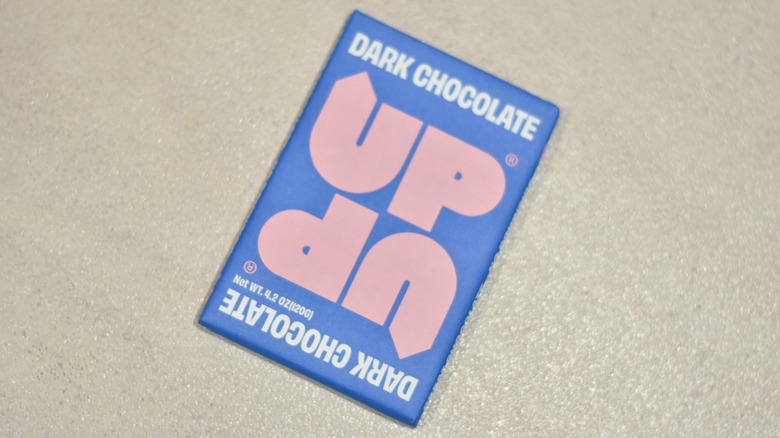 DARK CHOCOLATE
UP®
UP®
Net WT. 4.2 OZ(120G)
DARK CHOCOLATE